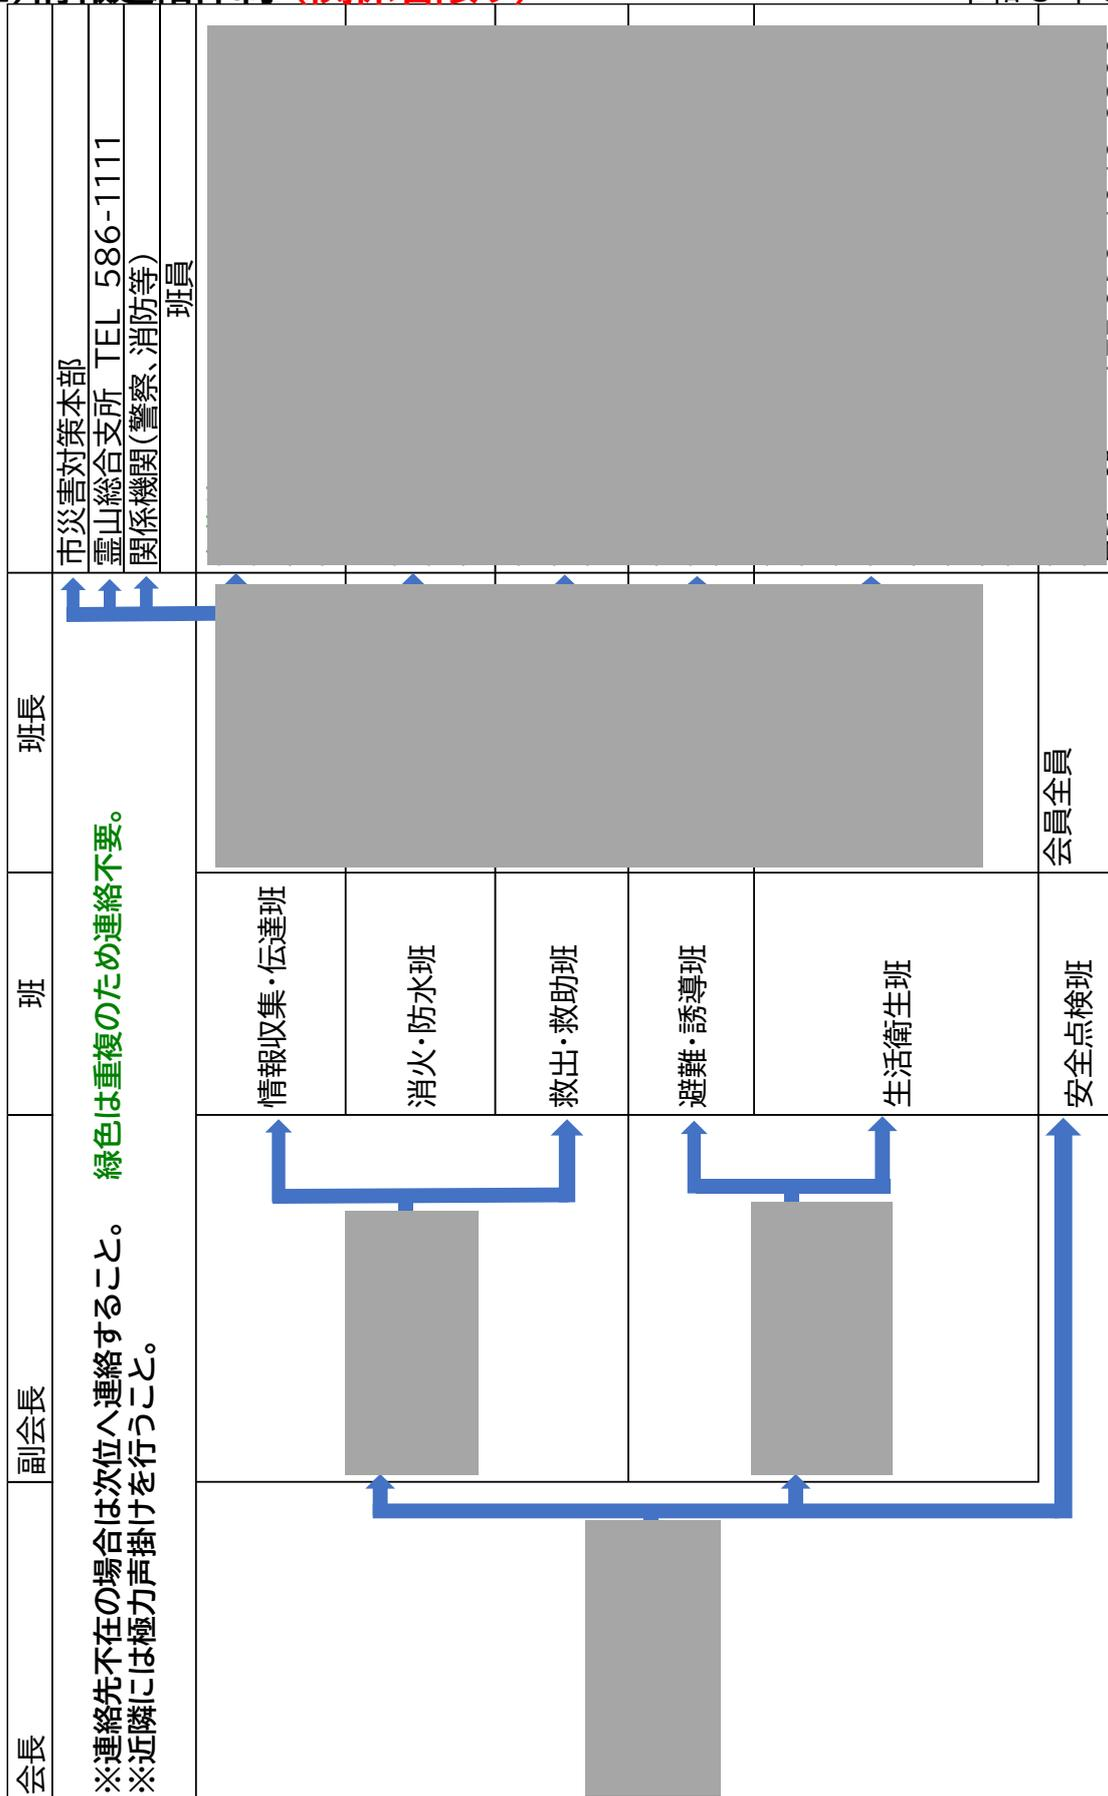 会長
副会長
班
班長
※連絡先不在の場合は次位へ連絡すること。 緑色は重複のため連絡不要。
※近隣には極力声掛けを行うこと。
市災害対策本部
霊山総合支所 TEL 586-1111
関係機関(警察、消防等)
班員
情報収集・伝達班
消火・防水班
救出・救助班
避難・誘導班
生活衛生班
安全点検班
会員全員